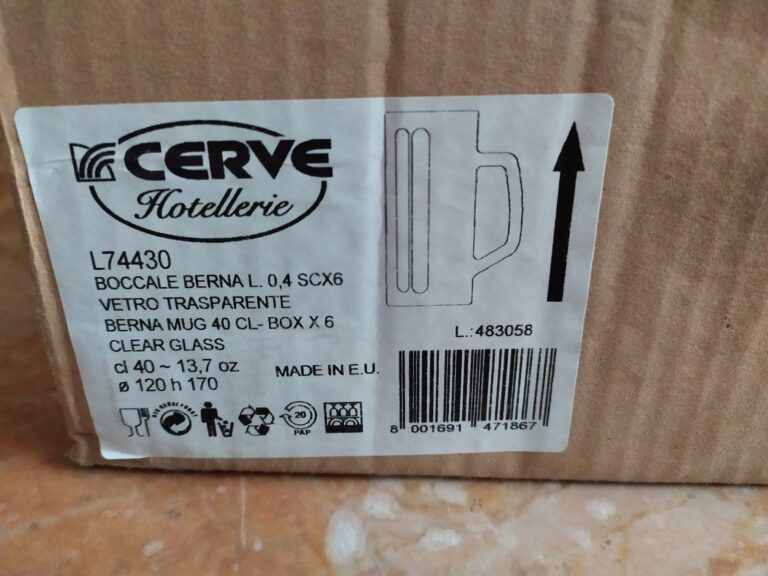 CERVE
Hotellerie
L74430
BOCCALE BERNA L. 0,4 SCX6
VETRO TRASPARENTE
BERNA MUG 40 CL- BOX X 6
CLEAR GLASS
cl 40 ~ 13,7 oz
ø 120 h 170
MADE IN E.U.
L.:483058
20
PAP
8 001691 471867